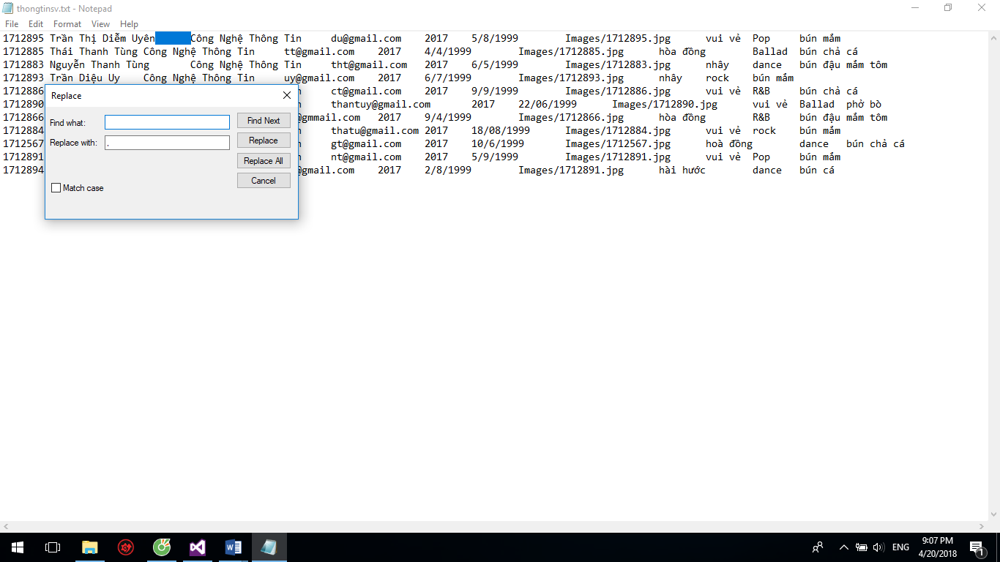 thongtinsv.txt - Notepad
File Edit Format View Help
1712895 Trần Thị Diễm Uyên Công Nghệ Thông Tin du@gmail.com 2017 5/8/1999 Images/1712895.jpg vui vẻ Pop bún mắm
1712885 Thái Thanh Tùng Công Nghệ Thông Tin tt@gmail.com 2017 4/4/1999 Images/1712885.jpg hòa đồng Ballad bún chả cá
1712883 Nguyễn Thanh Tùng Công Nghệ Thông Tin tht@gmail.com 2017 6/5/1999 Images/1712883.jpg nhây dance bún đậu mắm tôm
1712893 Trần Diệu Uy Công Nghệ Thông Tin uy@gmail.com 2017 6/7/1999 Images/1712893.jpg nhây rock bún mắm
1712886 n ct@gmail.com 2017 9/9/1999 Images/1712886.jpg vui vẻ R&B bún chả cá
1712890 n thantuy@gmail.com 2017 22/06/1999 Images/1712890.jpg vui vẻ Ballad phở bò
1712866 @gmmail.com 2017 9/4/1999 Images/1712866.jpg hòa đồng R&B bún đậu mắm tôm
1712884 n thatu@gmail.com 2017 18/08/1999 Images/1712884.jpg vui vẻ rock bún mắm
1712567 n gt@gmail.com 2017 10/6/1999 Images/1712567.jpg hoà đồng dance bún chả cá
1712891 n nt@gmail.com 2017 5/9/1999 Images/1712891.jpg vui vẻ Pop bún mắm
1712894 @gmail.com 2017 2/8/1999 Images/1712891.jpg hài hước dance bún cá
Replace
Find what:
Find Next
Replace with: ,
Replace
Replace All
Cancel
Match case
ENG
9:07 PM
4/20/2018
1